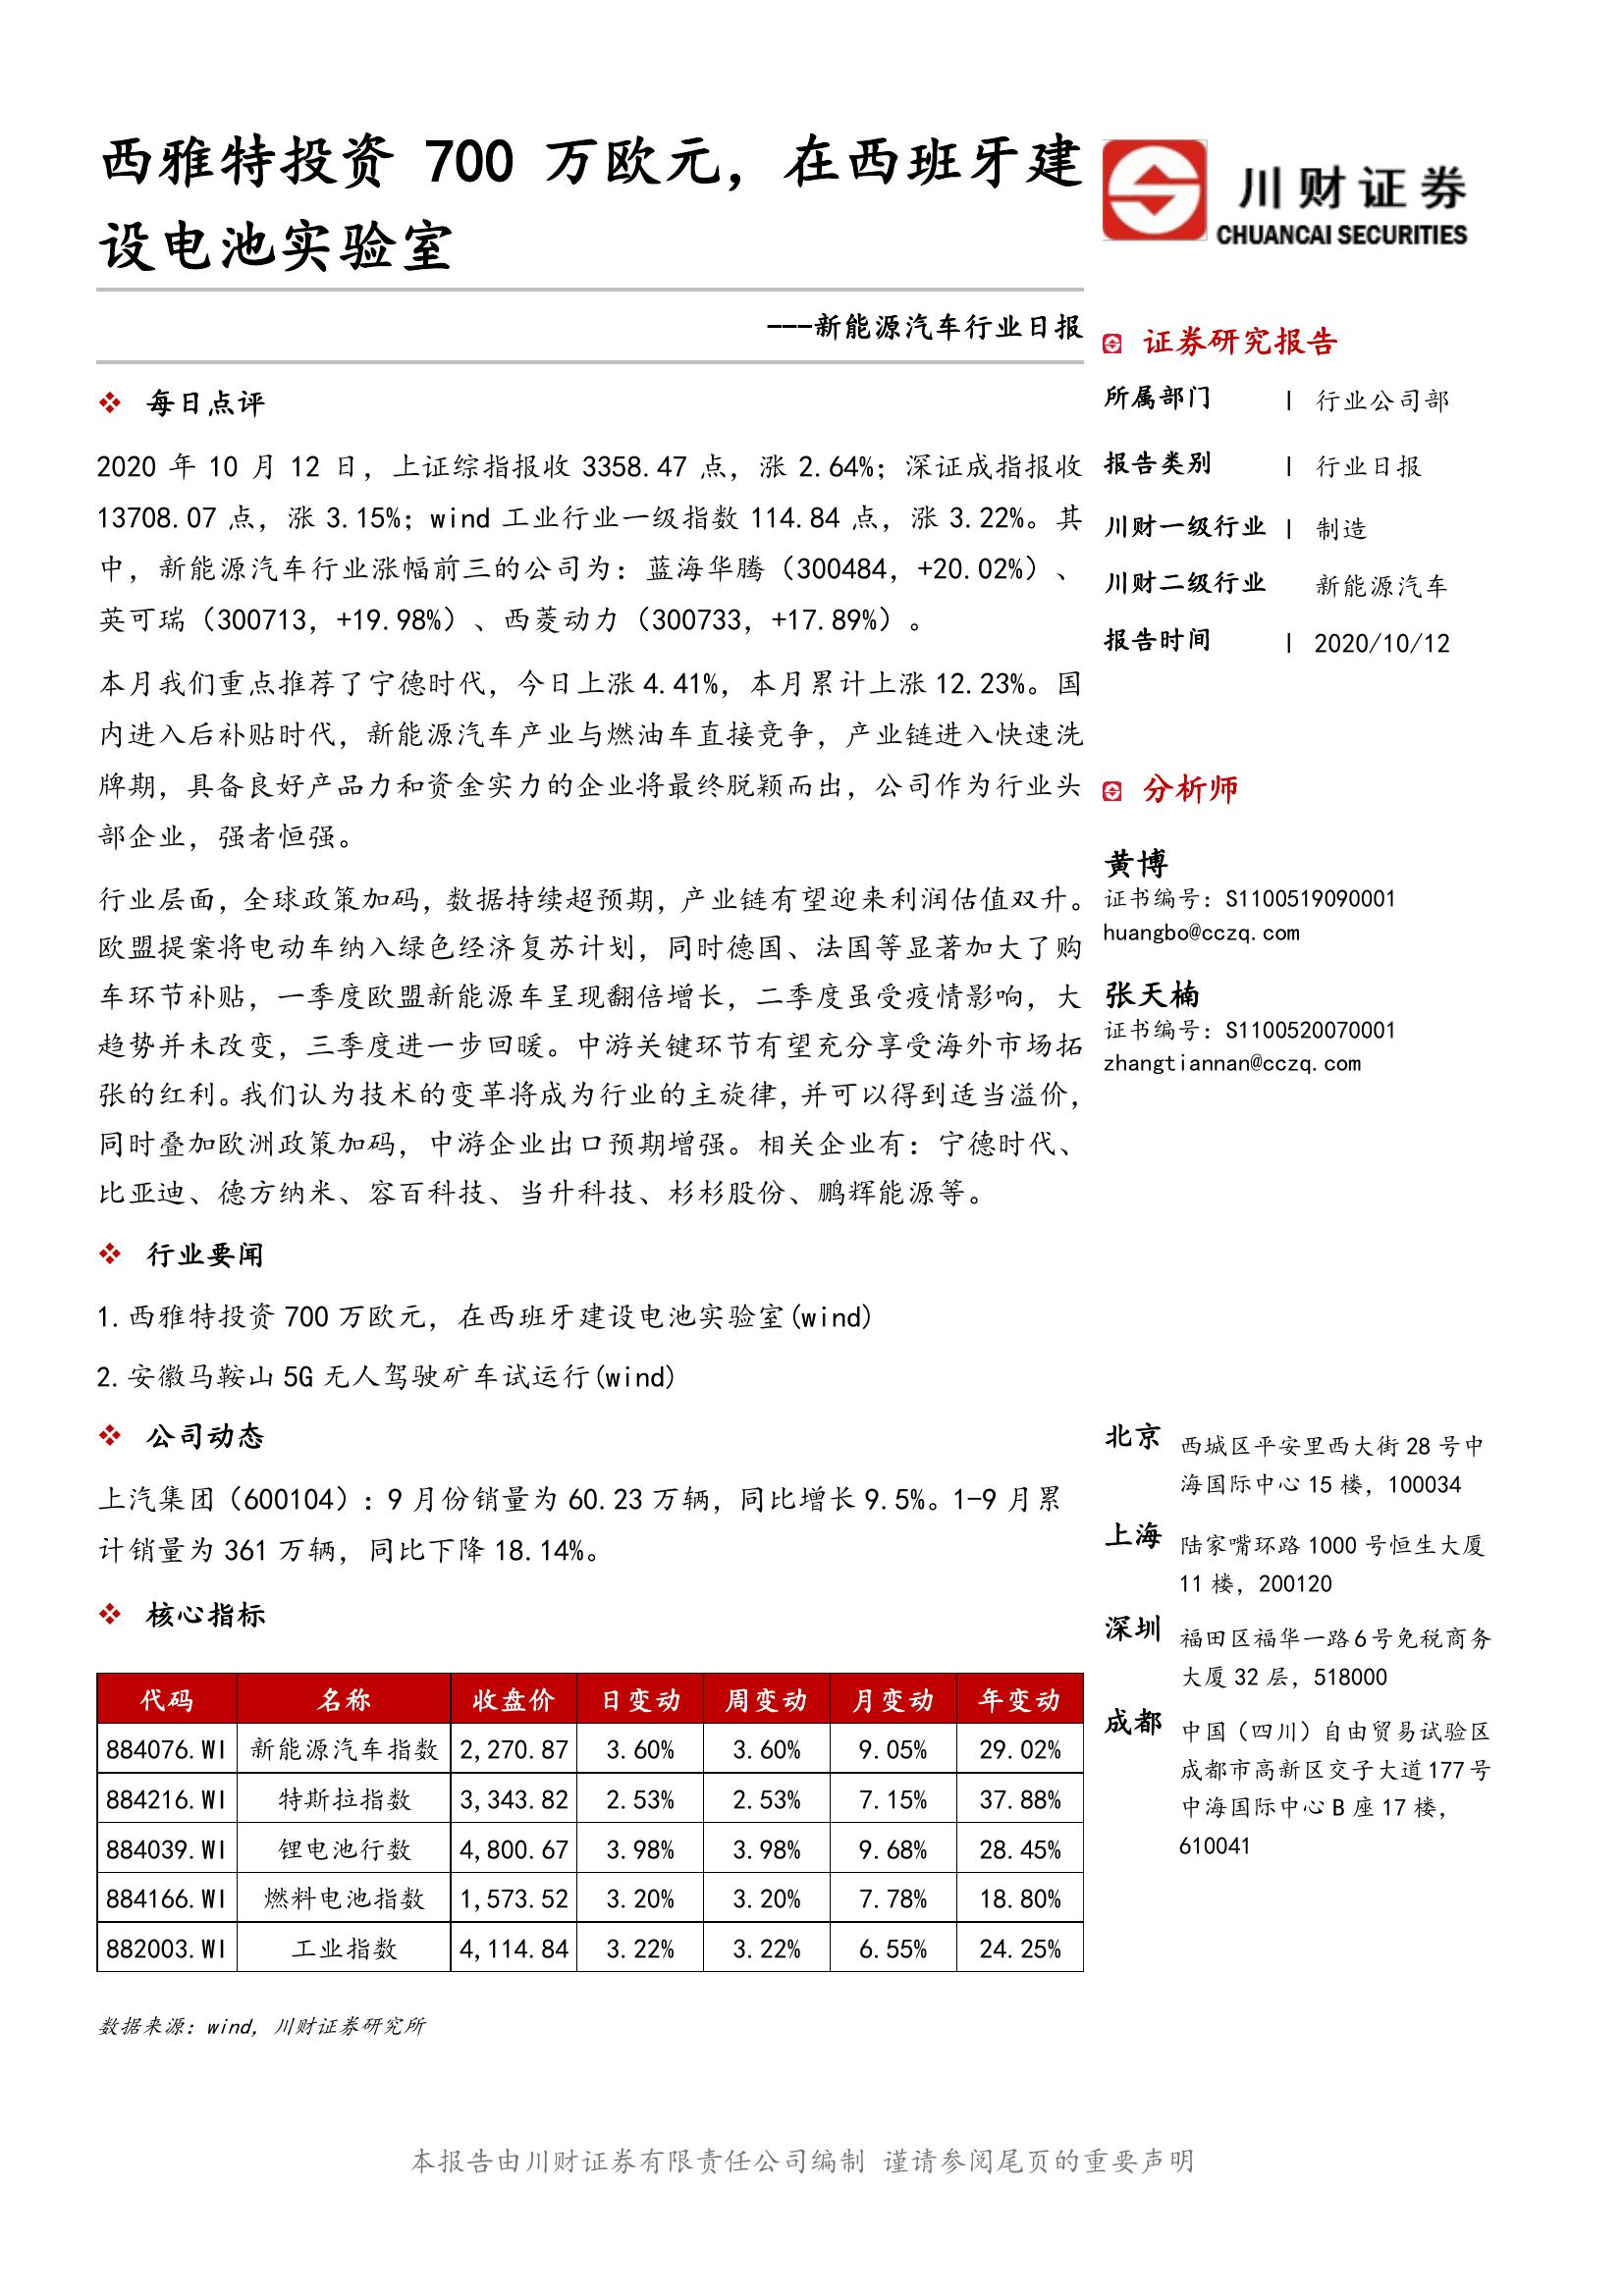 西雅特投资 700 万欧元，在西班牙建
设电池实验室
---新能源汽车行业日报
❖ 每日点评
2020 年 10 月 12 日，上证综指报收 3358.47 点，涨 2.64%；深证成指报收
13708.07 点，涨 3.15%；wind 工业行业一级指数 114.84 点，涨 3.22%。其
中，新能源汽车行业涨幅前三的公司为：蓝海华腾（300484，+20.02%）、
英可瑞（300713，+19.98%）、西菱动力（300733，+17.89%）。
本月我们重点推荐了宁德时代，今日上涨 4.41%，本月累计上涨 12.23%。国
内进入后补贴时代，新能源汽车产业与燃油车直接竞争，产业链进入快速洗
牌期，具备良好产品力和资金实力的企业将最终脱颖而出，公司作为行业头
部企业，强者恒强。
行业层面，全球政策加码，数据持续超预期，产业链有望迎来利润估值双升。
欧盟提案将电动车纳入绿色经济复苏计划，同时德国、法国等显著加大了购
车环节补贴，一季度欧盟新能源车呈现翻倍增长，二季度虽受疫情影响，大
趋势并未改变，三季度进一步回暖。中游关键环节有望充分享受海外市场拓
张的红利。我们认为技术的变革将成为行业的主旋律，并可以得到适当溢价，
同时叠加欧洲政策加码，中游企业出口预期增强。相关企业有：宁德时代、
比亚迪、德方纳米、容百科技、当升科技、杉杉股份、鹏辉能源等。
❖ 行业要闻
1. 西雅特投资 700 万欧元，在西班牙建设电池实验室(wind)
2. 安徽马鞍山 5G 无人驾驶矿车试运行(wind)
❖ 公司动态
上汽集团（600104）：9 月份销量为 60.23 万辆，同比增长 9.5%。1-9 月累
计销量为 361 万辆，同比下降 18.14%。
❖ 核心指标
代码 名称 收盘价 日变动 周变动 月变动 年变动
884076.WI 新能源汽车指数 2,270.87 3.60% 3.60% 9.05% 29.02%
884216.WI 特斯拉指数 3,343.82 2.53% 2.53% 7.15% 37.88%
884039.WI 锂电池行数 4,800.67 3.98% 3.98% 9.68% 28.45%
884166.WI 燃料电池指数 1,573.52 3.20% 3.20% 7.78% 18.80%
882003.WI 工业指数 4,114.84 3.22% 3.22% 6.55% 24.25%
数据来源：wind，川财证券研究所
川财证券
CHUANCAI SECURITIES
证券研究报告
所属部门 | 行业公司部
报告类别 | 行业日报
川财一级行业 | 制造
川财二级行业 新能源汽车
报告时间 | 2020/10/12
分析师
黄博
证书编号：S1100519090001
huangbo@cczq.com
张天楠
证书编号：S1100520070001
zhangtiannan@cczq.com
北京 西城区平安里西大街 28 号中
海国际中心 15 楼，100034
上海 陆家嘴环路 1000 号恒生大厦
11 楼，200120
深圳 福田区福华一路 6 号免税商务
大厦 32 层，518000
成都 中国（四川）自由贸易试验区
成都市高新区交子大道 177 号
中海国际中心 B 座 17 楼，
610041
本报告由川财证券有限责任公司编制 谨请参阅尾页的重要声明